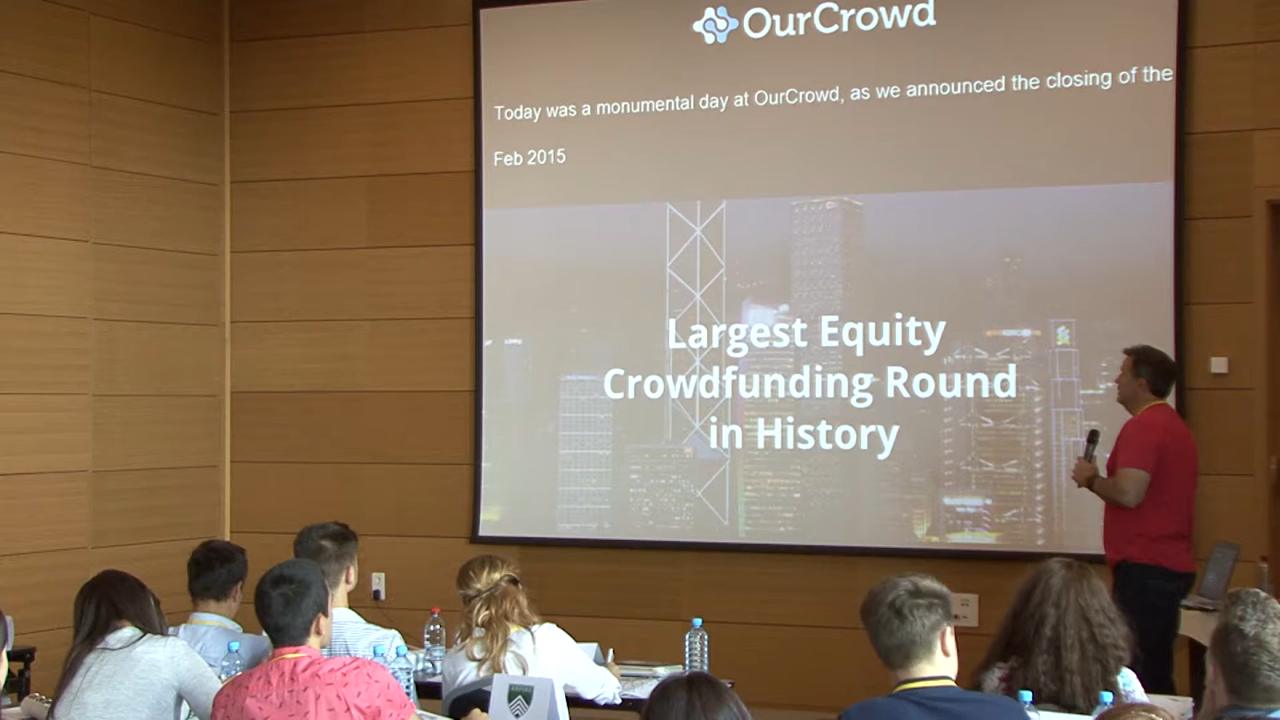 OurCrowd
Today was a monumental day at OurCrowd, as we announced the closing of the
Feb 2015
Largest Equity
Crowdfunding Round
in History